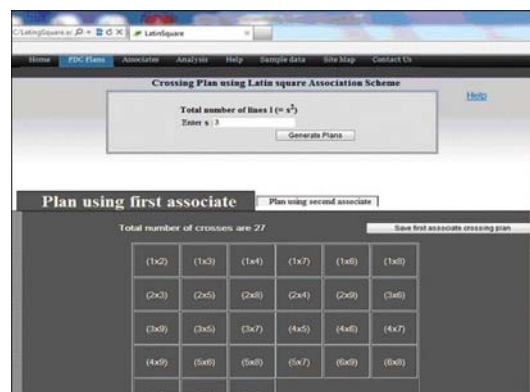 LatinSquare
Home PDC Plans Associates Analysis Help Sample data Site Map Contact Us
Crossing Plan using Latin square Association Scheme
Help
Total number of lines l (= s²)
Enter s 3
Generate Plans
Plan using first associate Plan using second associate
Total number of crosses are 27 Save first associate crossing plan
(1x2) (1x3) (1x4) (1x7) (1x6) (1x8)
(2x3) (2x5) (2x8) (2x4) (2x9) (3x6)
(3x9) (3x5) (3x7) (4x5) (4x6) (4x7)
(4x9) (5x6) (5x8) (5x7) (6x9) (6x8)